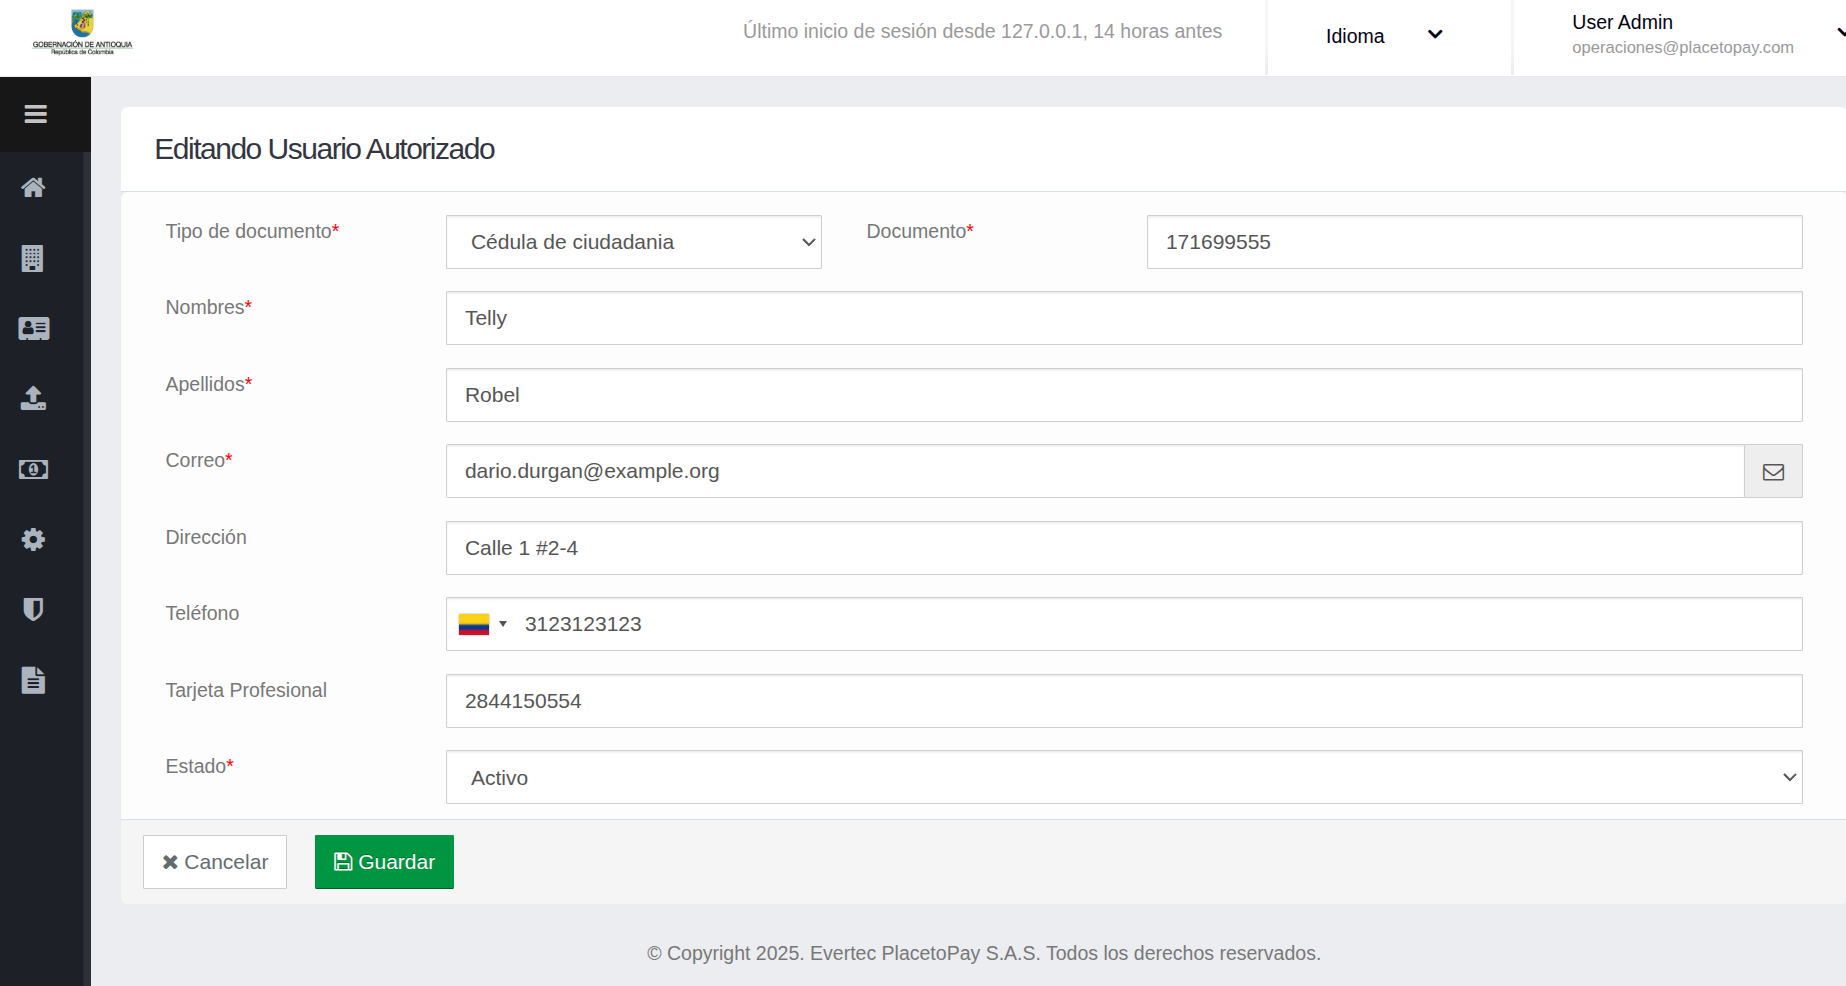 GOBERNACIÓN DE ANTIOQUIA
República de Colombia
Último inicio de sesión desde 127.0.0.1, 14 horas antes
Idioma
User Admin
operaciones@placetopay.com
Editando Usuario Autorizado
Tipo de documento* Cédula de ciudadania Documento* 171699555
Nombres* Telly
Apellidos* Robel
Correo* dario.durgan@example.org
Dirección Calle 1 #2-4
Teléfono 3123123123
Tarjeta Profesional 2844150554
Estado* Activo
Cancelar Guardar
© Copyright 2025. Evertec PlacetoPay S.A.S. Todos los derechos reservados.